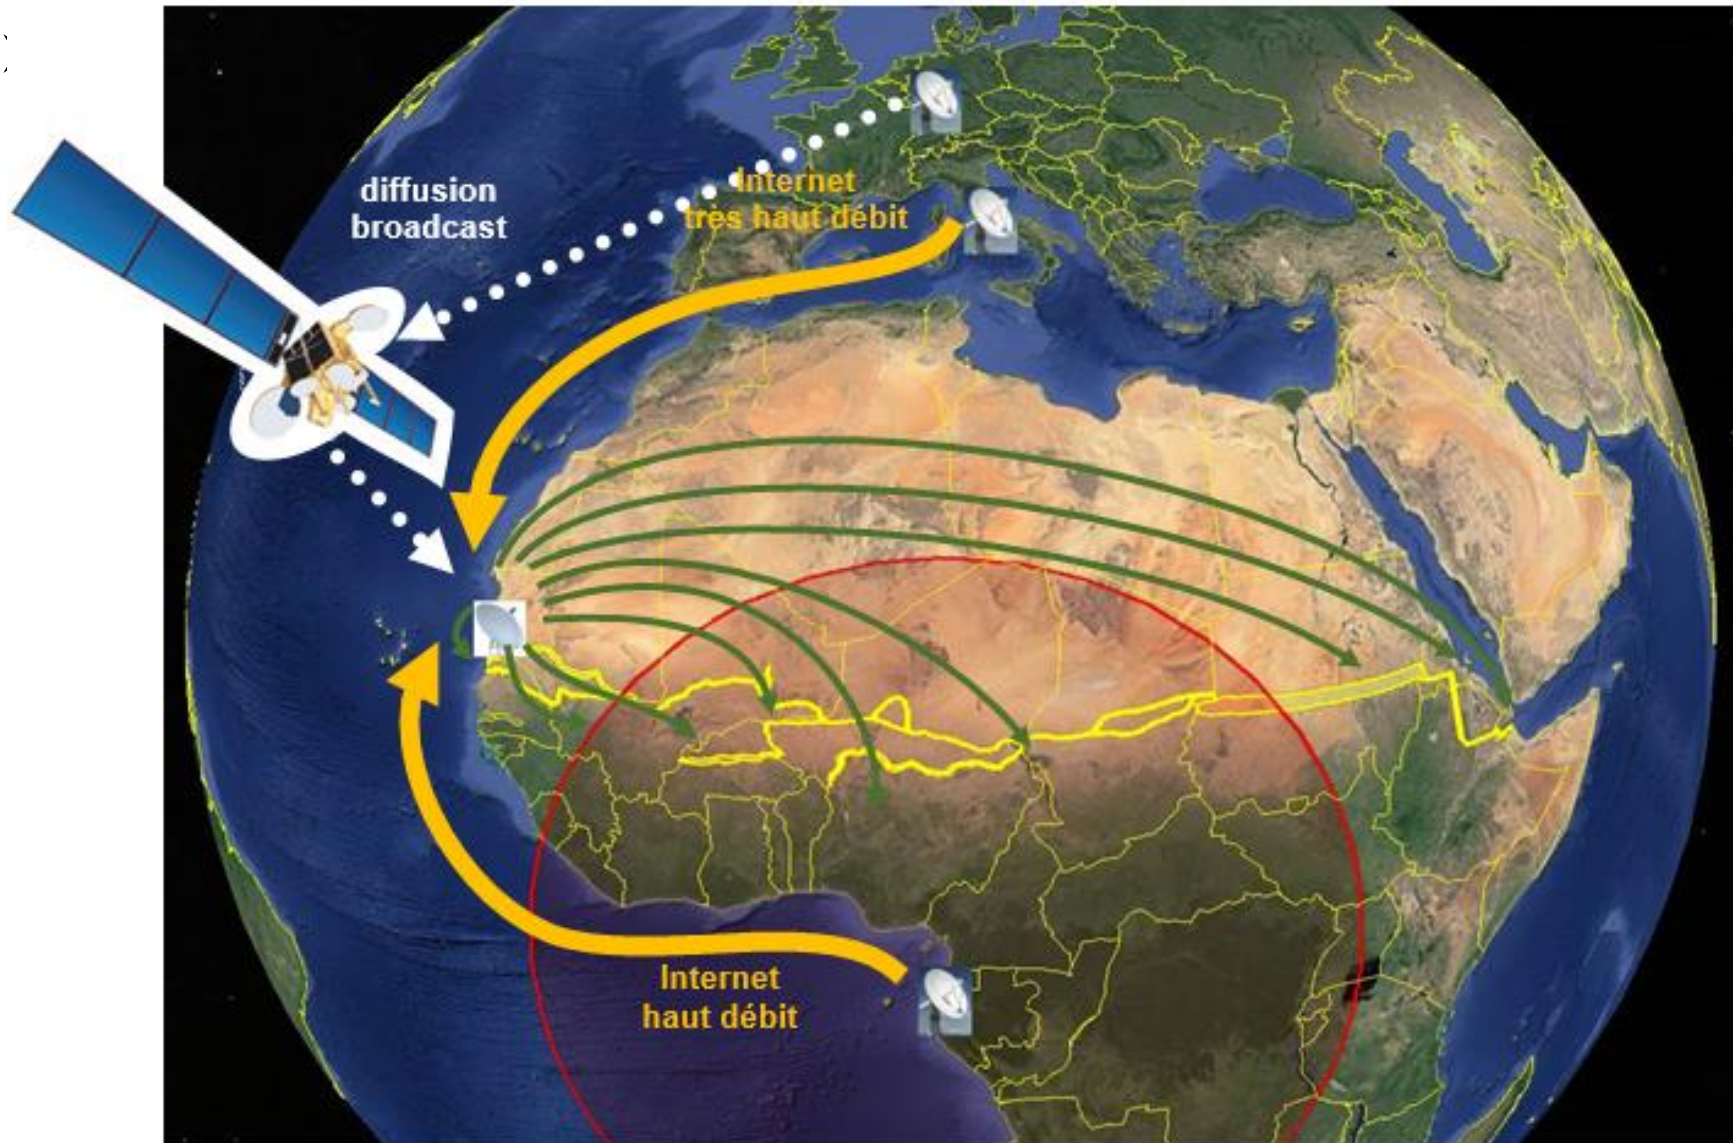 diffusion
broadcast
Internet
très haut débit
Internet
haut débit